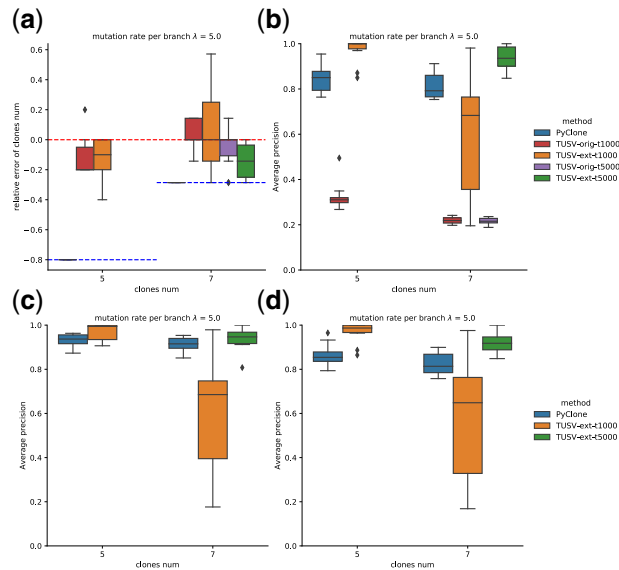 (a)
mutation rate per branch λ = 5.0
relative error of clones num
0.6
0.4
0.2
−0.0
−0.2
−0.4
−0.6
−0.8
5
7
clones num
(b)
mutation rate per branch λ = 5.0
Average precision
1.0
0.8
0.6
0.4
0.2
0.0
5
7
clones num
method
PyClone
TUSV-orig-t1000
TUSV-ext-t1000
TUSV-orig-t5000
TUSV-ext-t5000
(c)
mutation rate per branch λ = 5.0
Average precision
1.0
0.8
0.6
0.4
0.2
0.0
5
7
clones num
(d)
mutation rate per branch λ = 5.0
Average precision
1.0
0.8
0.6
0.4
0.2
0.0
5
7
clones num
method
PyClone
TUSV-ext-t1000
TUSV-ext-t5000